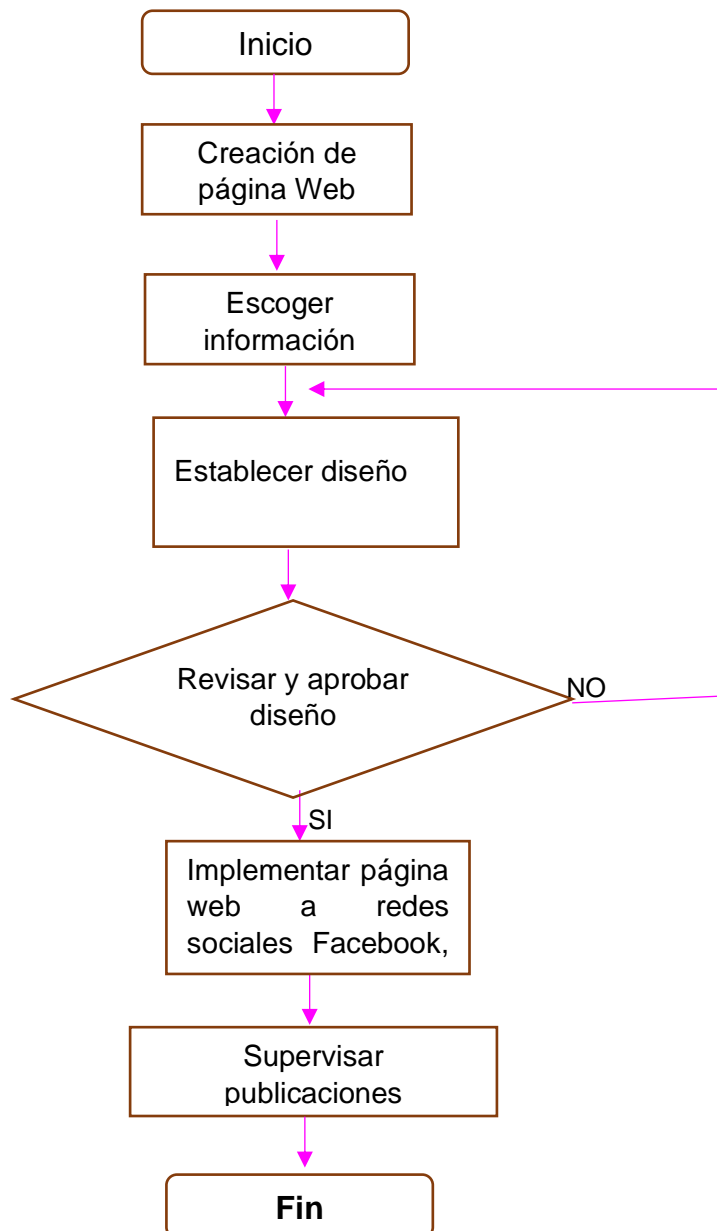 Inicio
Creación de
página Web
Escoger
información
Establecer diseño
Revisar y aprobar
diseño
NO
SI
Implementar página
web a redes
sociales Facebook,
Supervisar
publicaciones
Fin